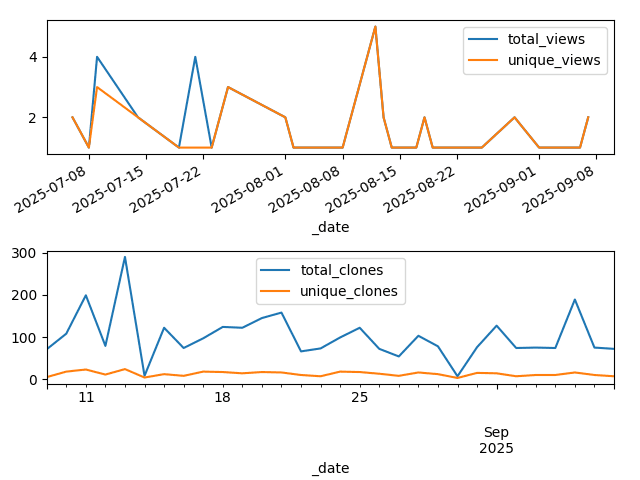 4
2
total_views
unique_views
2025-07-08
2025-07-15
2025-07-22
2025-08-01
2025-08-08
2025-08-15
2025-08-22
2025-09-01
2025-09-08
_date
300
200
100
0
total_clones
unique_clones
11
18
25
Sep
2025
_date